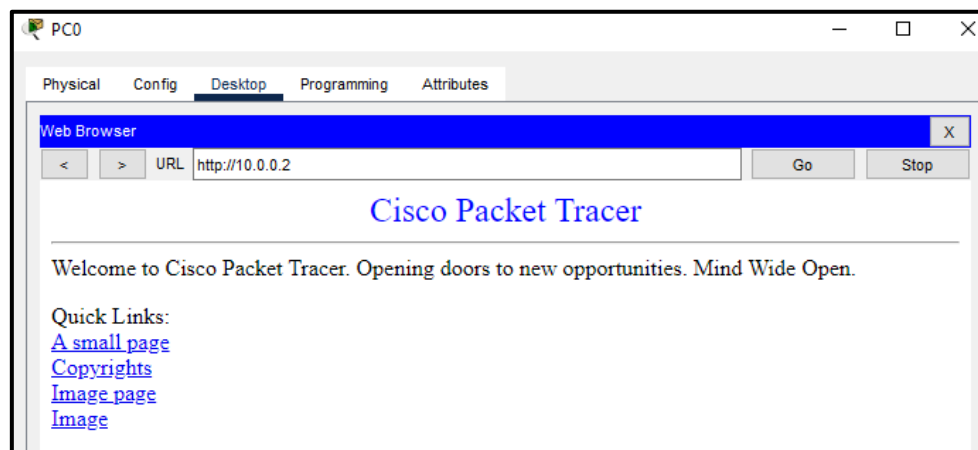 PC0
Physical Config Desktop Programming Attributes
Web Browser X
< > URL http://10.0.0.2 Go Stop
Cisco Packet Tracer
Welcome to Cisco Packet Tracer. Opening doors to new opportunities. Mind Wide Open.
Quick Links:
A small page
Copyrights
Image page
Image